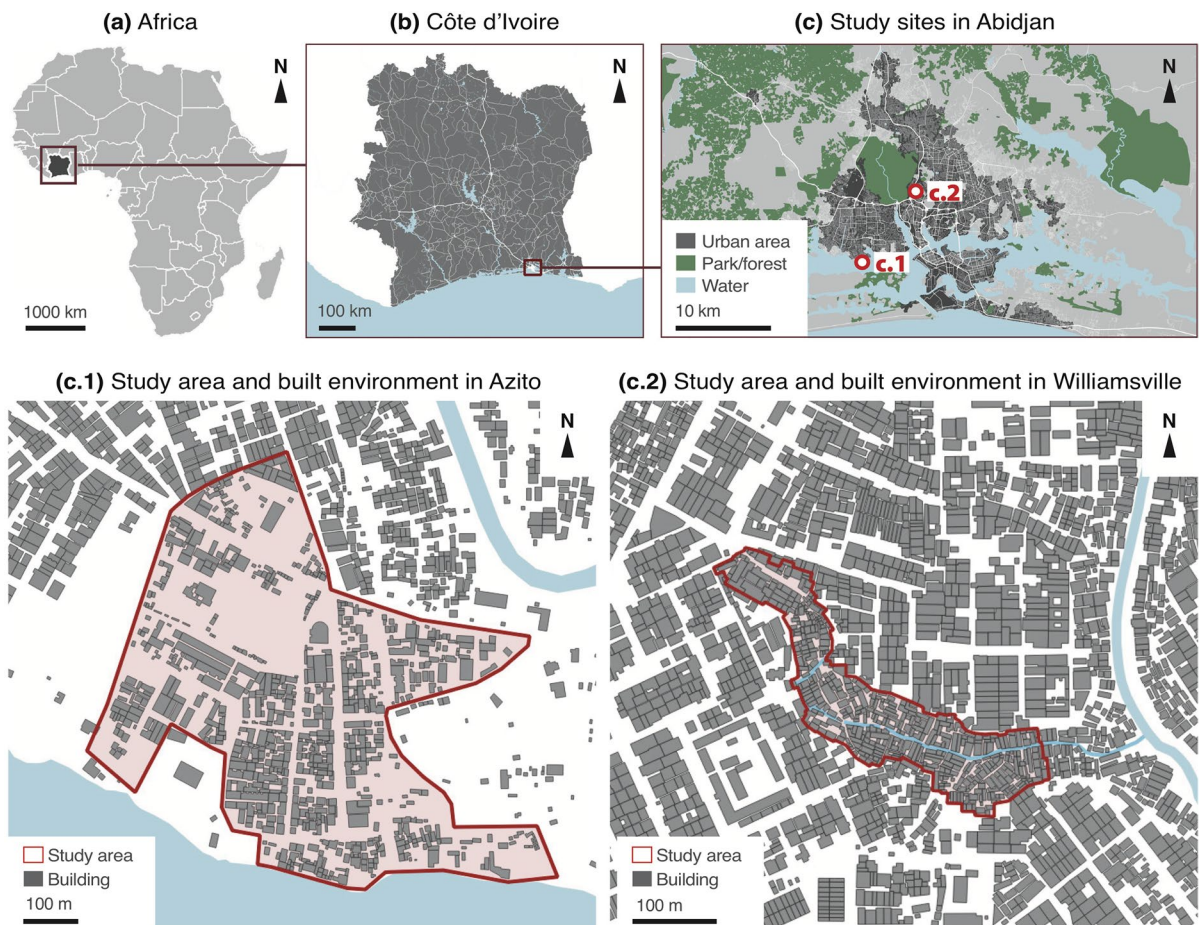 (a) Africa
N
1000 km
(b) Côte d'Ivoire
N
100 km
(c) Study sites in Abidjan
N
c.2
c.1
Urban area
Park/forest
Water
10 km
(c.1) Study area and built environment in Azito
N
Study area
Building
100 m
(c.2) Study area and built environment in Williamsville
N
Study area
Building
100 m